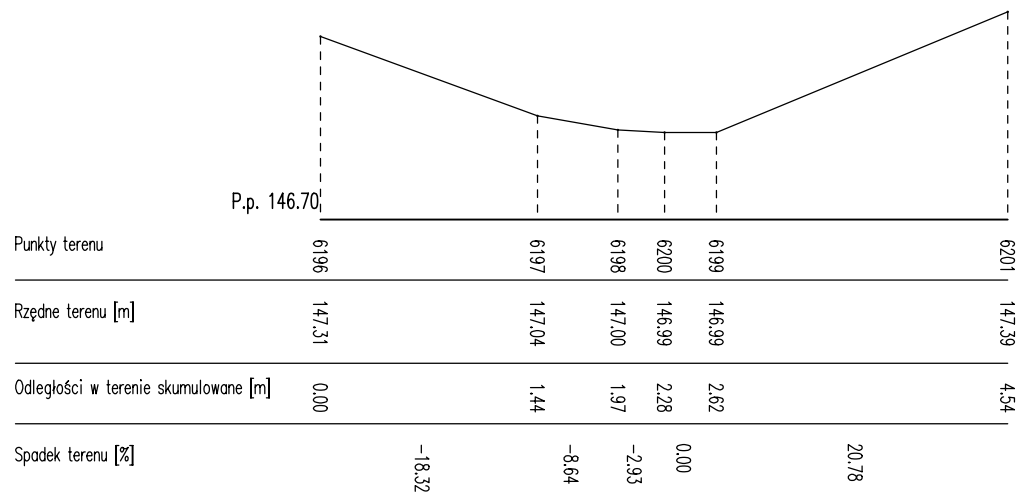 P.p. 146.70
Punkty terenu 6196 6197 6198 6200 6199 6201
Rzędne terenu [m] 147.31 147.04 147.00 146.99 146.99 147.39
Odległości w terenie skumulowane [m] 0.00 1.44 1.97 2.28 2.62 4.54
Spadek terenu [%] -18.32 -8.64 -2.93 0.00 20.78